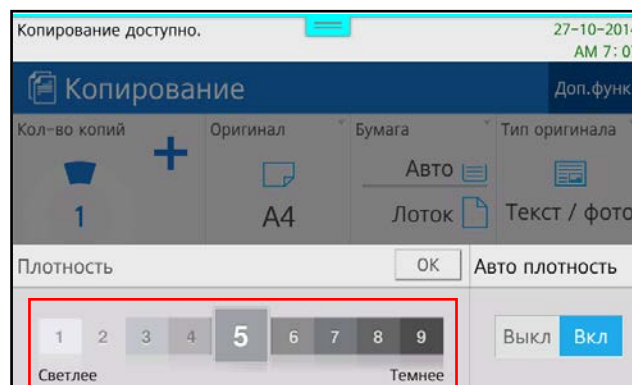 Копирование доступно.
27-10-201
AM 7:0
Копирование
Доп.функ
Кол-во копий
Оригинал
Бумага
Тип оригинала
Авто
1
A4
Лоток
Текст / фото
Плотность
OK
Авто плотность
1 2 3 4 5 6 7 8 9
Выкл Вкл
Светлее
Темнее